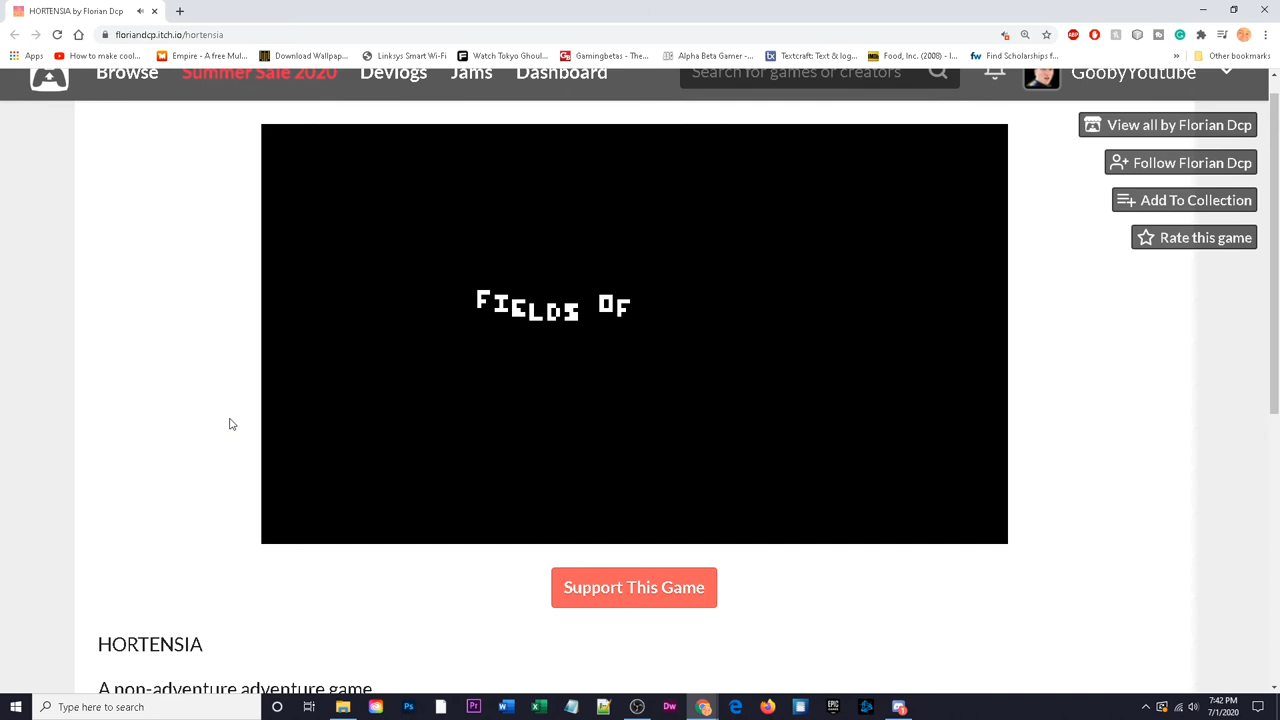 HORTENSIA by Florian Dcp
floriandcp.itch.io/hortensia
Apps
How to make cool...
Empire - A free Mul...
Download Wallpap...
Linksys Smart Wi-Fi
Watch Tokyo Ghoul...
Gamingbetas - The...
Alpha Beta Gamer -...
Textcraft: Text & log...
Food, Inc. (2008) - I...
Find Scholarships f...
»
Other bookmarks
Browse
Summer Sale 2020
Devlogs
Jams
Dashboard
Search for games or creators
GoobyYoutube
View all by Florian Dcp
Follow Florian Dcp
Add To Collection
Rate this game
FIELDS OF
Support This Game
HORTENSIA
A non-adventure adventure game
Type here to search
7:42 PM
7/1/2020